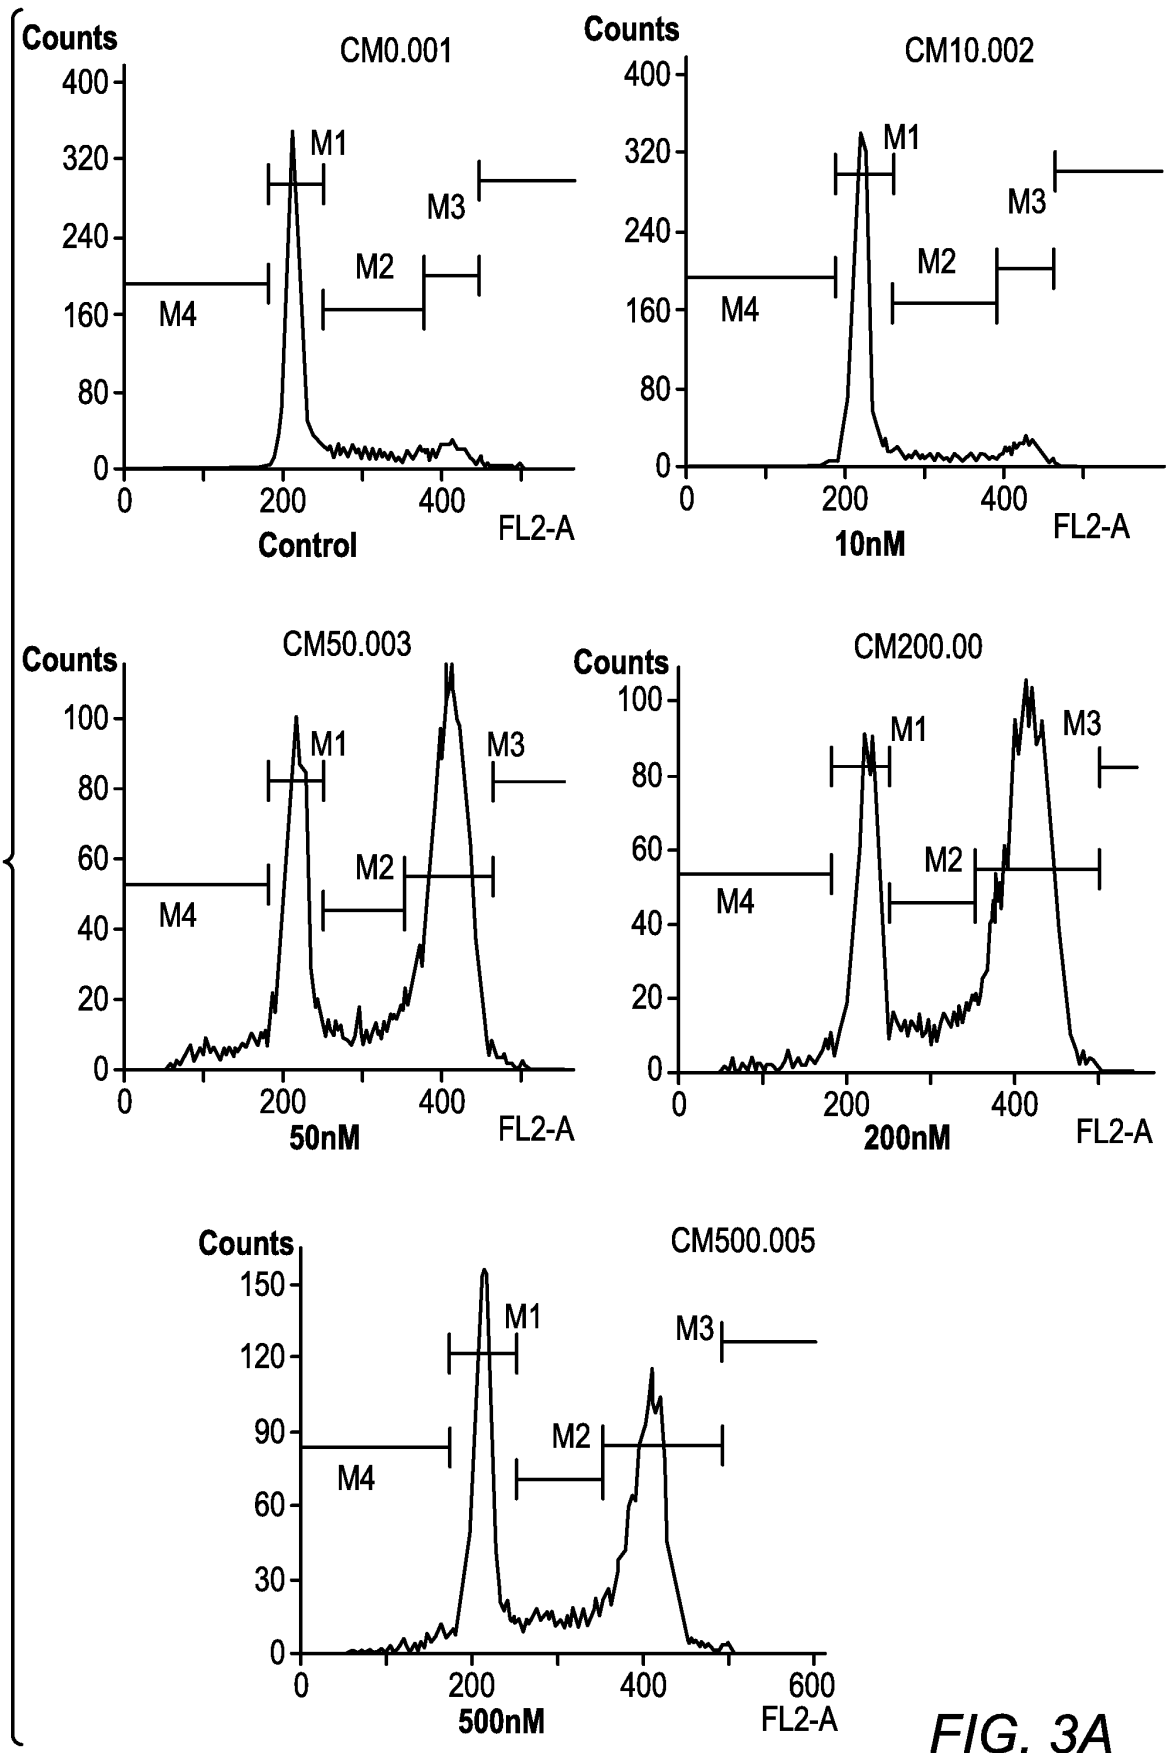 Counts
CM0.001
400
320
240
160
80
0
M1
M2
M3
M4
0
200
400
FL2-A
Control
Counts
CM10.002
400
320
240
160
80
0
M1
M2
M3
M4
0
200
400
FL2-A
10nM
Counts
CM50.003
100
80
60
40
20
0
M1
M2
M3
M4
0
200
400
FL2-A
50nM
Counts
CM200.00
100
80
60
40
20
0
M1
M2
M3
M4
0
200
400
FL2-A
200nM
Counts
CM500.005
150
120
90
60
30
0
M1
M2
M3
M4
0
200
400
600
FL2-A
500nM
FIG. 3A